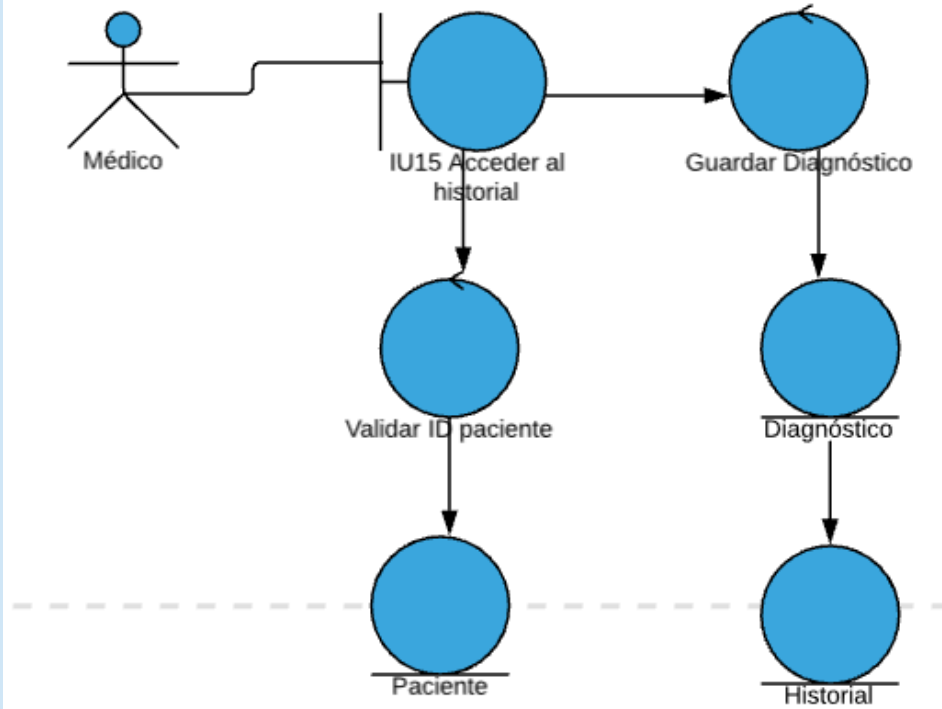 Médico
IU15 Acceder al
historial
Guardar Diagnóstico
Validar ID paciente
Diagnóstico
Paciente
Historial